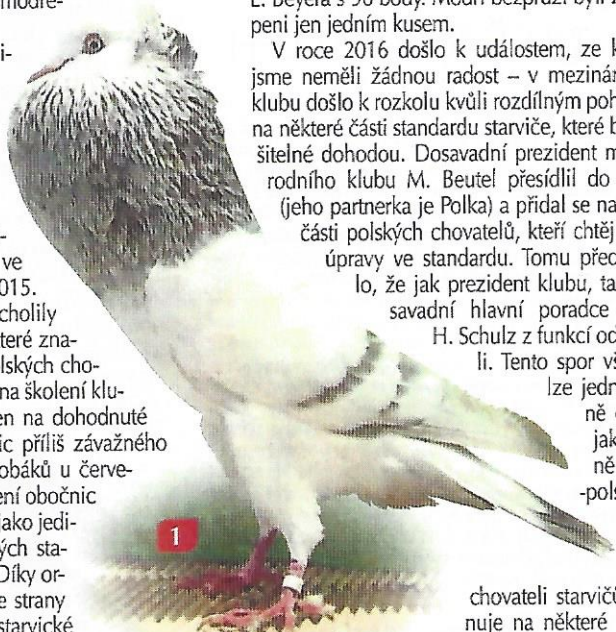 L. Beyera s 96 body. Modří bezpruzí byli z
peni jen jedním kusem.
V roce 2016 došlo k událostem, ze k
jsme neměli žádnou radost – v mezinár
klubu došlo k rozkolu kvůli rozdílným poh
na některé části standardu starviče, které b
šitelné dohodou. Dosavadní prezident m
rodního klubu M. Beutel přesídlil do
(jeho partnerka je Polka) a přidal se na
části polských chovatelů, kteří chtěj
úpravy ve standardu. Tomu před
lo, že jak prezident klubu, ta
savadní hlavní poradce
H. Schulz z funkcí od
li. Tento spor vš
lze jedn
ně
jak
ně
-pols
chovateli starvičů
nuje na některé
-
ve
015.
cholily
teré zna-
lských cho-
na školení klu-
en na dohodnuté
ic příliš závažného
obáků u červe-
ení obočnic
jako jedi-
ých sta-
Díky or-
e strany
starvické
1